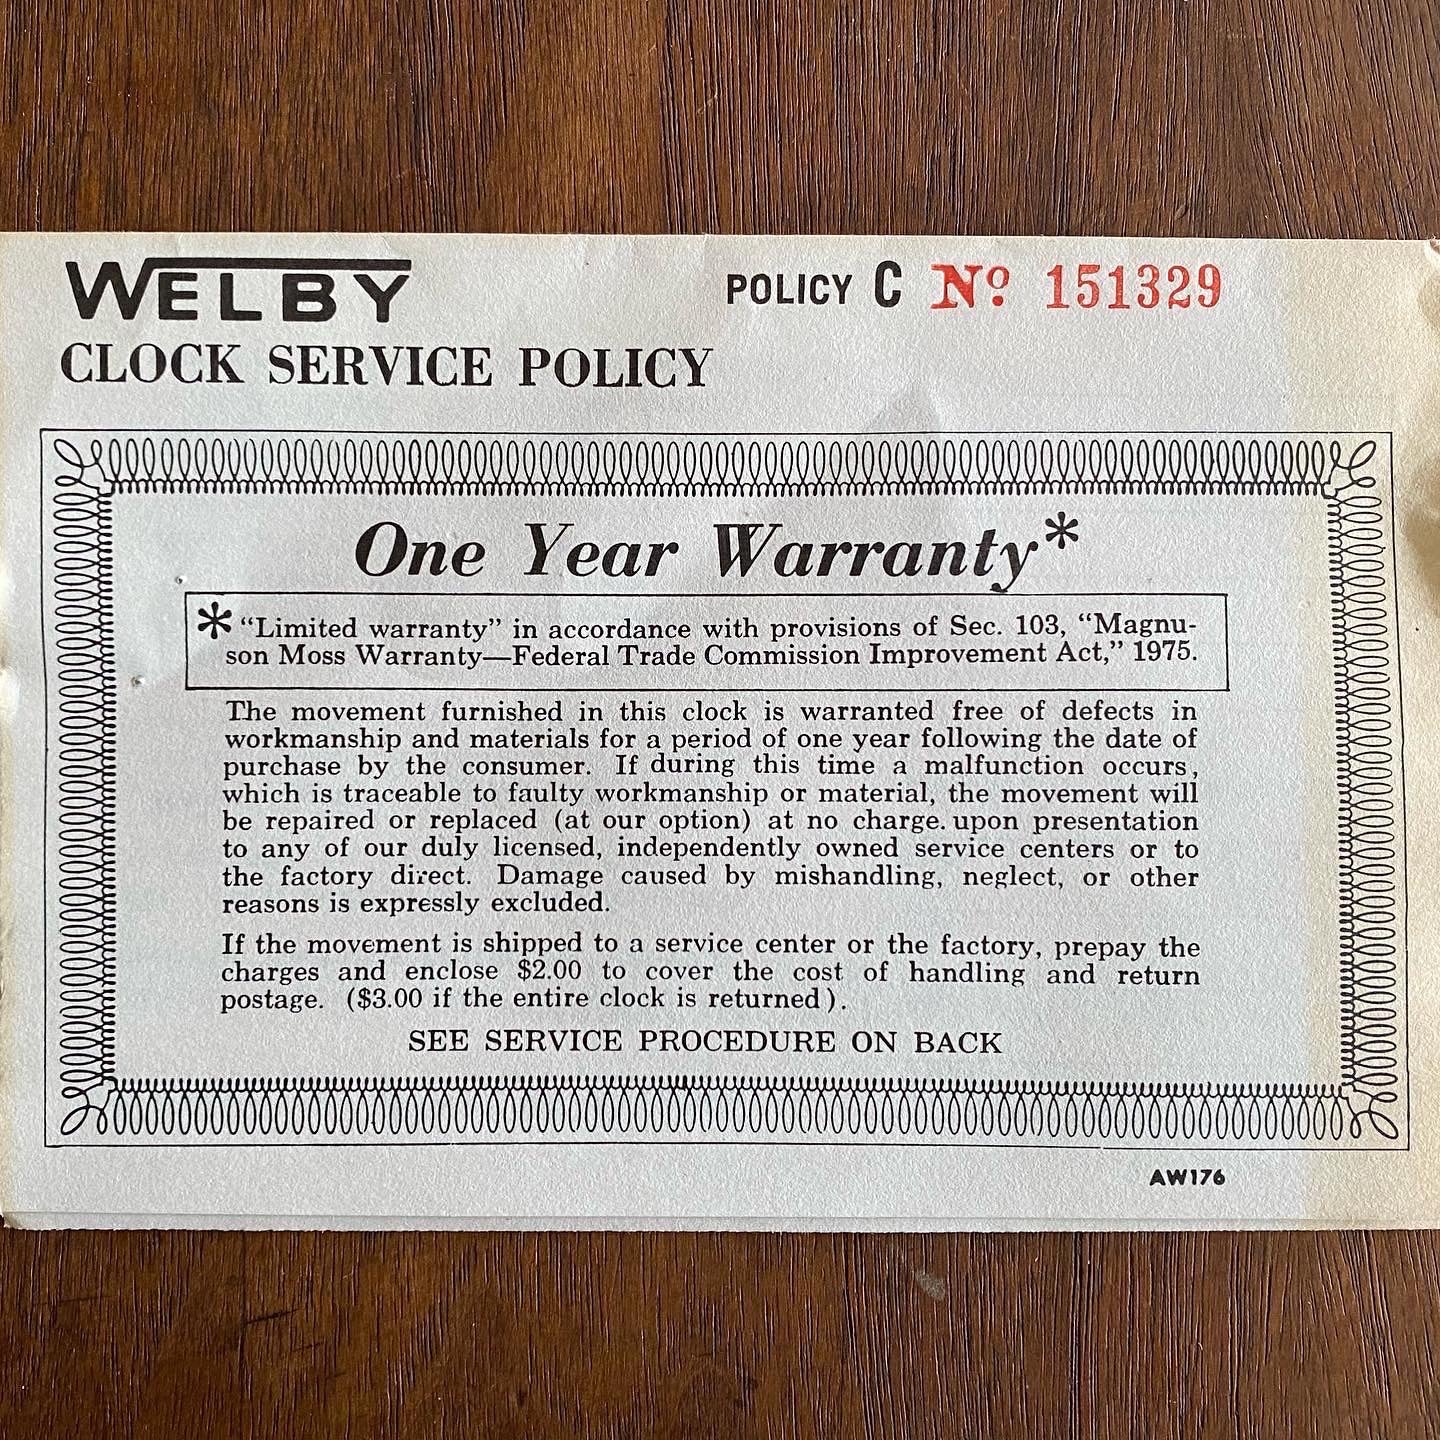 WELBY
POLICY C Nº 151329
CLOCK SERVICE POLICY
One Year Warranty*
* "Limited warranty" in accordance with provisions of Sec. 103, "Magnu-
son Moss Warranty—Federal Trade Commission Improvement Act," 1975.
The movement furnished in this clock is warranted free of defects in
workmanship and materials for a period of one year following the date of
purchase by the consumer. If during this time a malfunction occurs,
which is traceable to faulty workmanship or material, the movement will
be repaired or replaced (at our option) at no charge. upon presentation
to any of our duly licensed, independently owned service centers or to
the factory direct. Damage caused by mishandling, neglect, or other
reasons is expressly excluded.
If the movement is shipped to a service center or the factory, prepay the
charges and enclose $2.00 to cover the cost of handling and return
postage. ($3.00 if the entire clock is returned).
SEE SERVICE PROCEDURE ON BACK
AW176